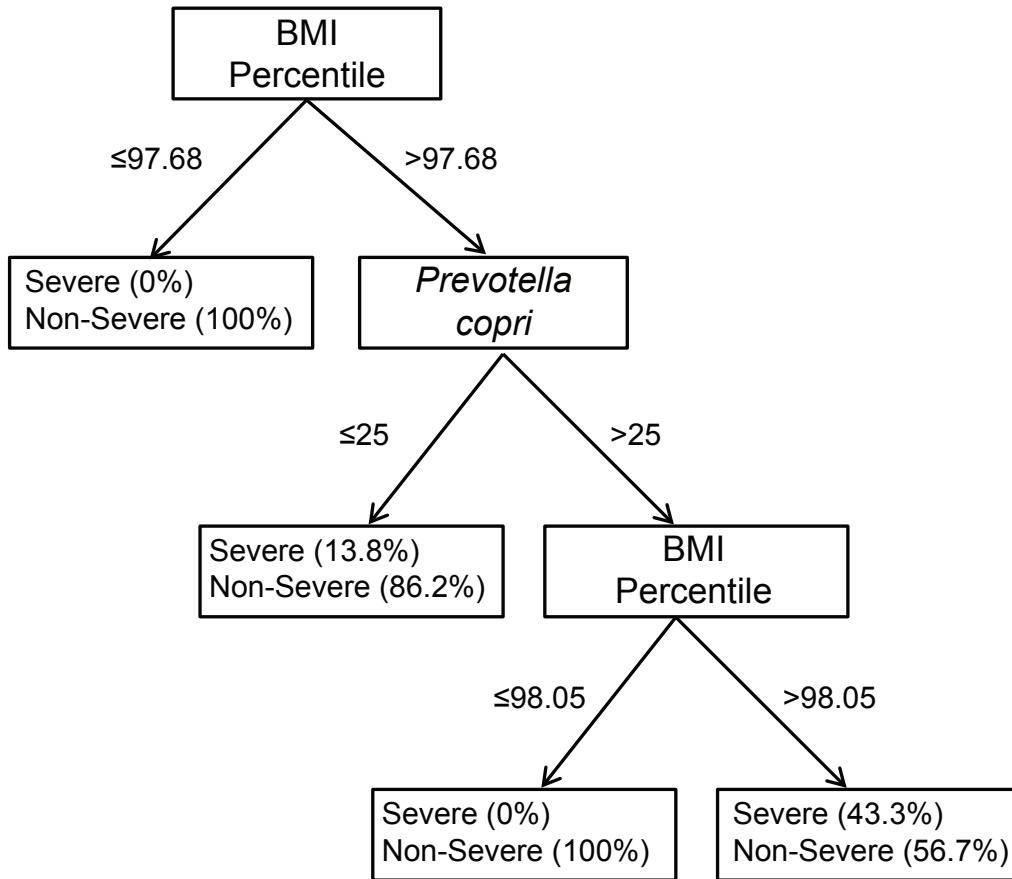 BMI
Percentile
≤97.68
>97.68
Severe (0%)
Non-Severe (100%)
Prevotella
copri
≤25
>25
Severe (13.8%)
Non-Severe (86.2%)
BMI
Percentile
≤98.05
>98.05
Severe (0%)
Non-Severe (100%)
Severe (43.3%)
Non-Severe (56.7%)